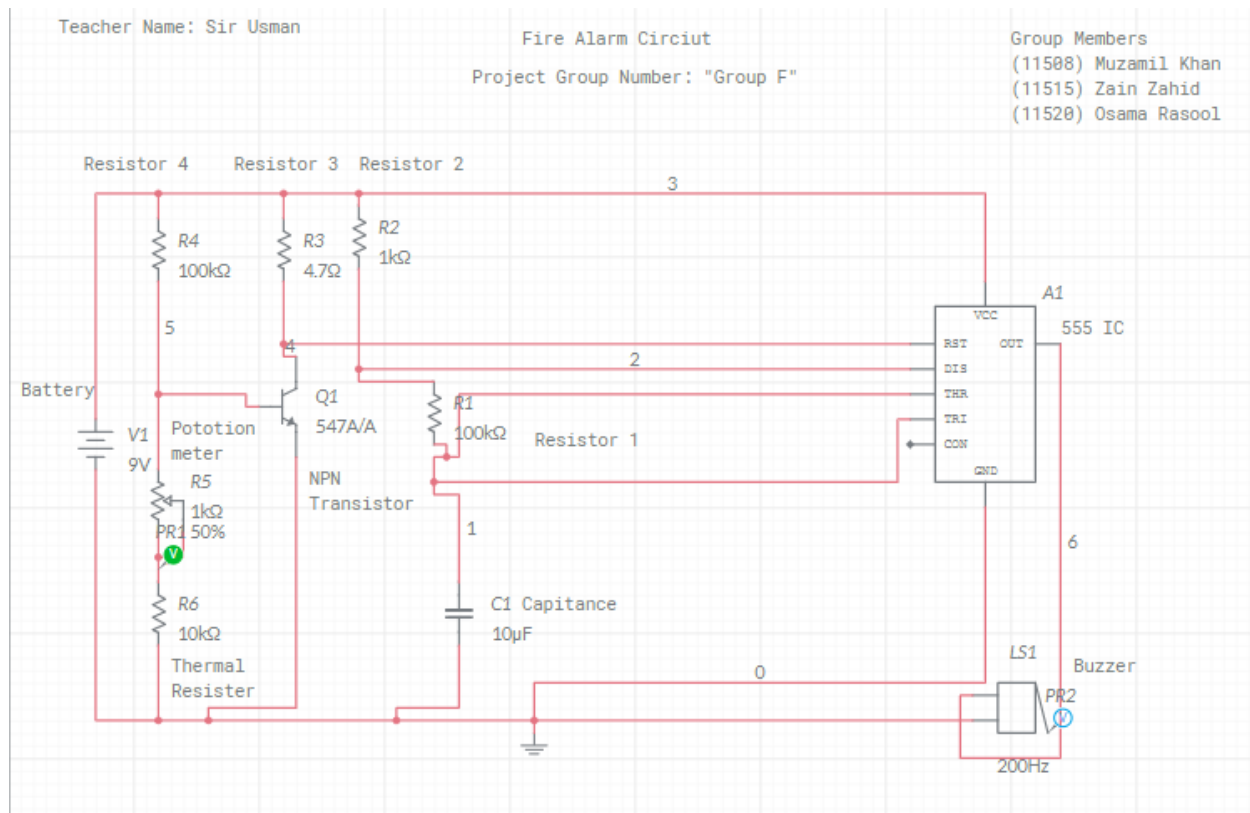 Teacher Name: Sir Usman
Fire Alarm Circiut
Project Group Number: "Group F"
Group Members
(11508) Muzamil Khan
(11515) Zain Zahid
(11520) Osama Rasool
Resistor 4
Resistor 3
Resistor 2
3
R4
100kΩ
R3
4.7Ω
R2
1kΩ
A1
555 IC
VCC
RST
OUT
DIS
THR
TRI
CON
GND
5
4
2
Battery
V1
9V
Pototion
meter
R5
1kΩ
PR1 50%
V
Q1
547A/A
NPN
Transistor
R1
100kΩ
Resistor 1
1
6
R6
10kΩ
Thermal
Resister
C1 Capitance
10μF
0
LS1
Buzzer
PR2
V
200Hz